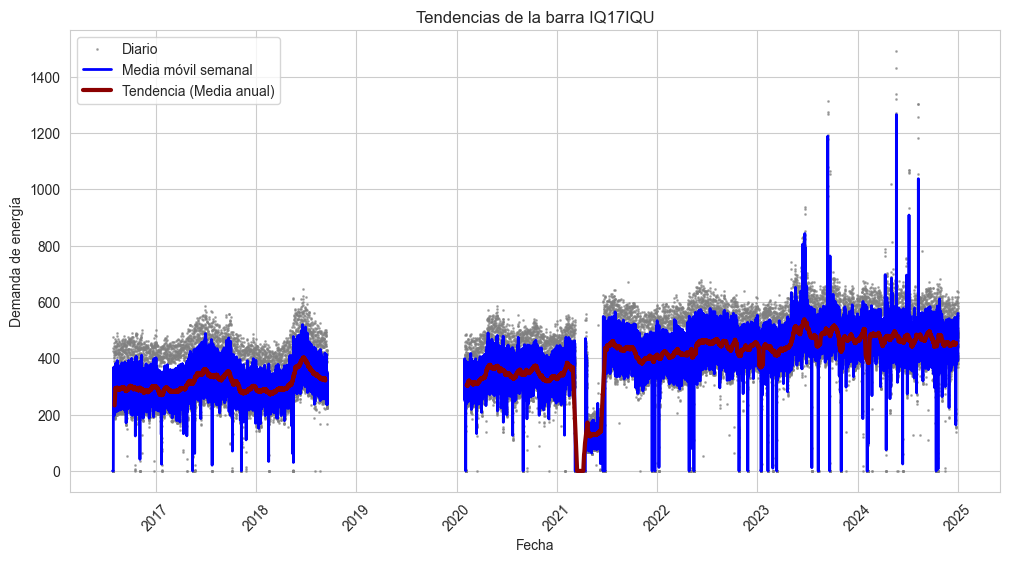 Tendencias de la barra IQ17IQU
Diario
Media móvil semanal
Tendencia (Media anual)
Demanda de energía
1400
1200
1000
800
600
400
200
0
2017
2018
2019
2020
2021
2022
2023
2024
2025
Fecha